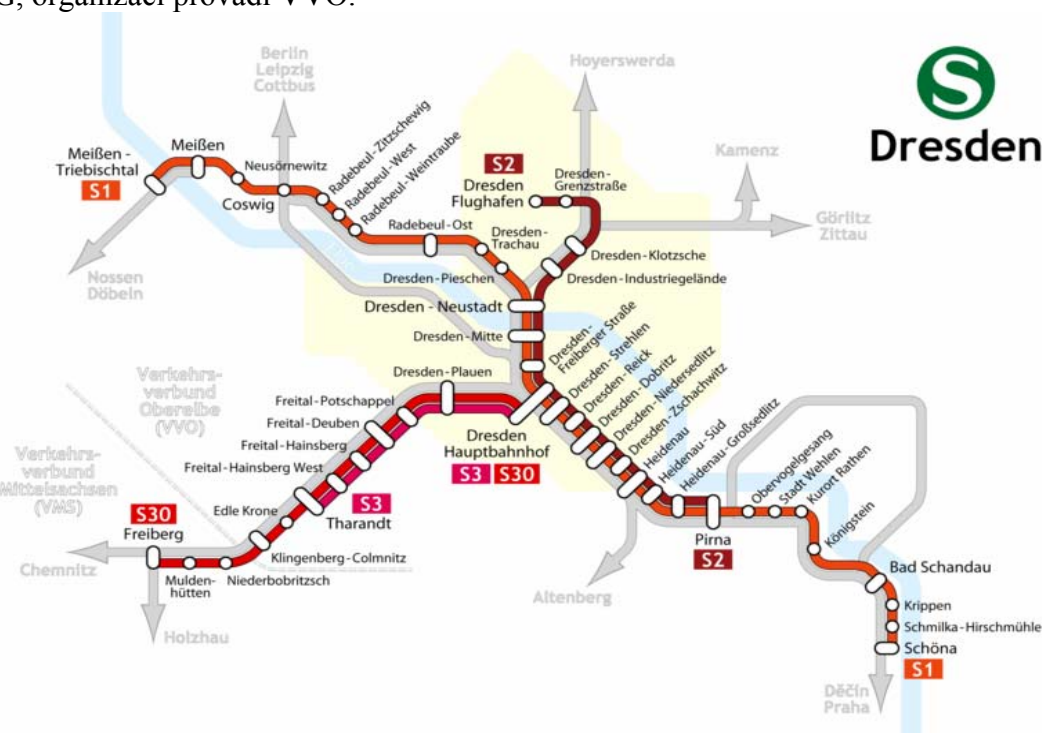 G, organizaci provádí VVO.
S
Dresden
Berlin
Leipzig
Cottbus
Hoyerswerda
Kamenz
Görlitz
Zittau
Meißen -
Triebischtal
S1
Meißen
Neusörnewitz
Coswig
Radebeul-Zitzschewig
Radebeul-West
Radebeul-Weintraube
Radebeul-Ost
Dresden-
Trachau
Dresden-Pieschen
S2
Dresden
Flughafen
Dresden-
Grenzstraße
Dresden-Klotzsche
Dresden-Industriegelände
Nossen
Döbeln
Dresden - Neustadt
Dresden-Mitte
Dresden-
Freiberger Straße
Dresden-Strehlen
Dresden-Reick
Dresden-Dobritz
Dresden-Niedersedlitz
Dresden-Zschachwitz
Heidenau
Heidenau-Süd
Heidenau-Großsedlitz
Dresden-Plauen
Freital-Potschappel
Freital-Deuben
Freital-Hainsberg
Freital-Hainsberg West
Dresden
Hauptbahnhof
S3 S30
Verkehrs-
verbund
Oberelbe
(VVO)
Verkehrs-
verbund
Mittelsachsen
(VMS)
S3
Tharandt
Edle Krone
Klingenberg-Colmnitz
Niederbobritzsch
Mulden-
hütten
S30
Freiberg
Chemnitz
Holzhau
Altenberg
Pirna
S2
Obervogelgesang
Stadt Wehlen
Kurort Rathen
Königstein
Bad Schandau
Krippen
Schmilka-Hirschmühle
Schöna
S1
Děčín
Praha